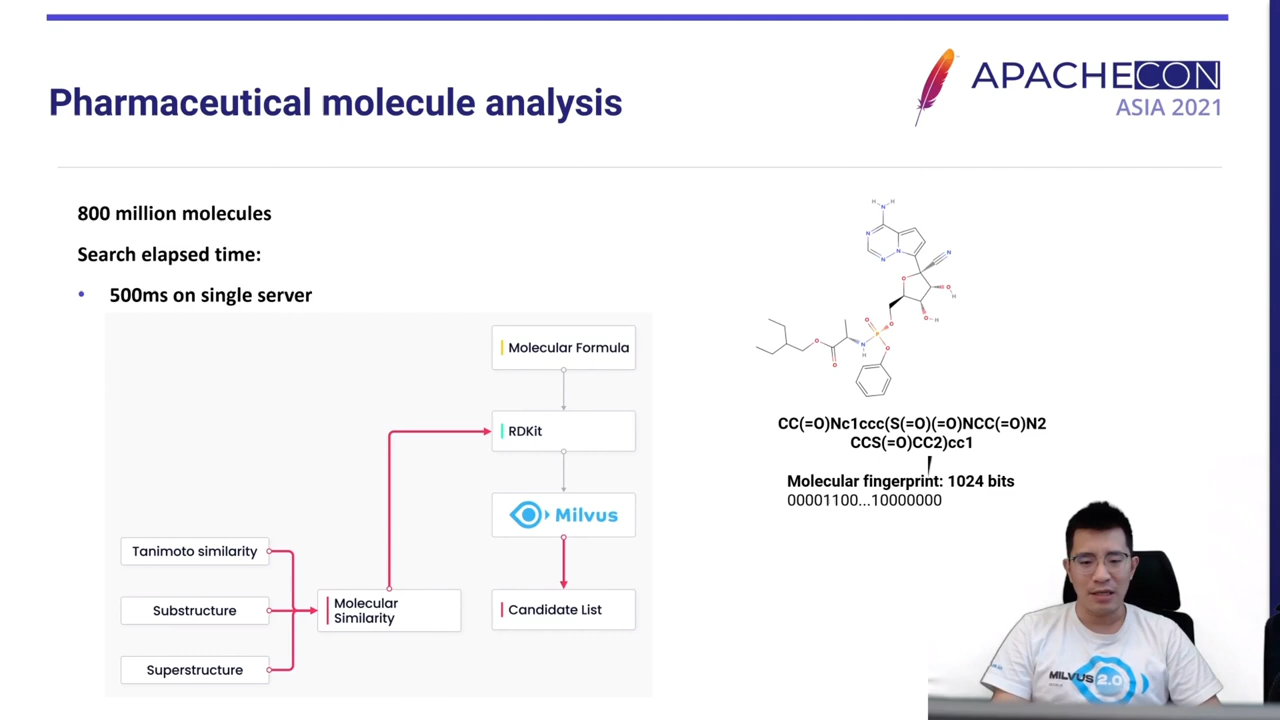 APACHECON
ASIA 2021
Pharmaceutical molecule analysis
800 million molecules
Search elapsed time:
• 500ms on single server
Molecular Formula
RDKit
Milvus
Candidate List
Tanimoto similarity
Substructure
Superstructure
Molecular
Similarity
H H
N
N
N
N
N
O
O
H
O
H
O
O
P
O
O
N
H
O
CC(=O)Nc1ccc(S(=O)(=O)NCC(=O)N2
CCS(=O)CC2)cc1
Molecular fingerprint: 1024 bits
00001100...10000000
MILVUS 2.0